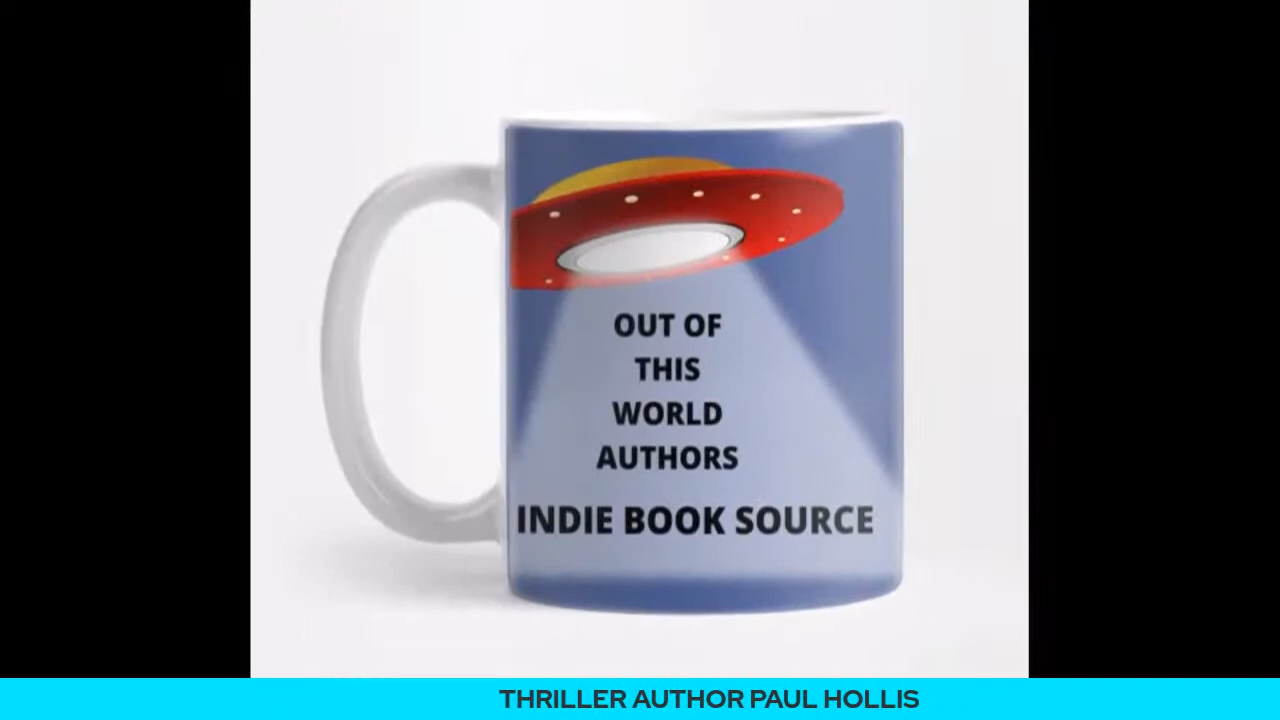 OUT OF
THIS
WORLD
AUTHORS
INDIE BOOK SOURCE
THRILLER AUTHOR PAUL HOLLIS